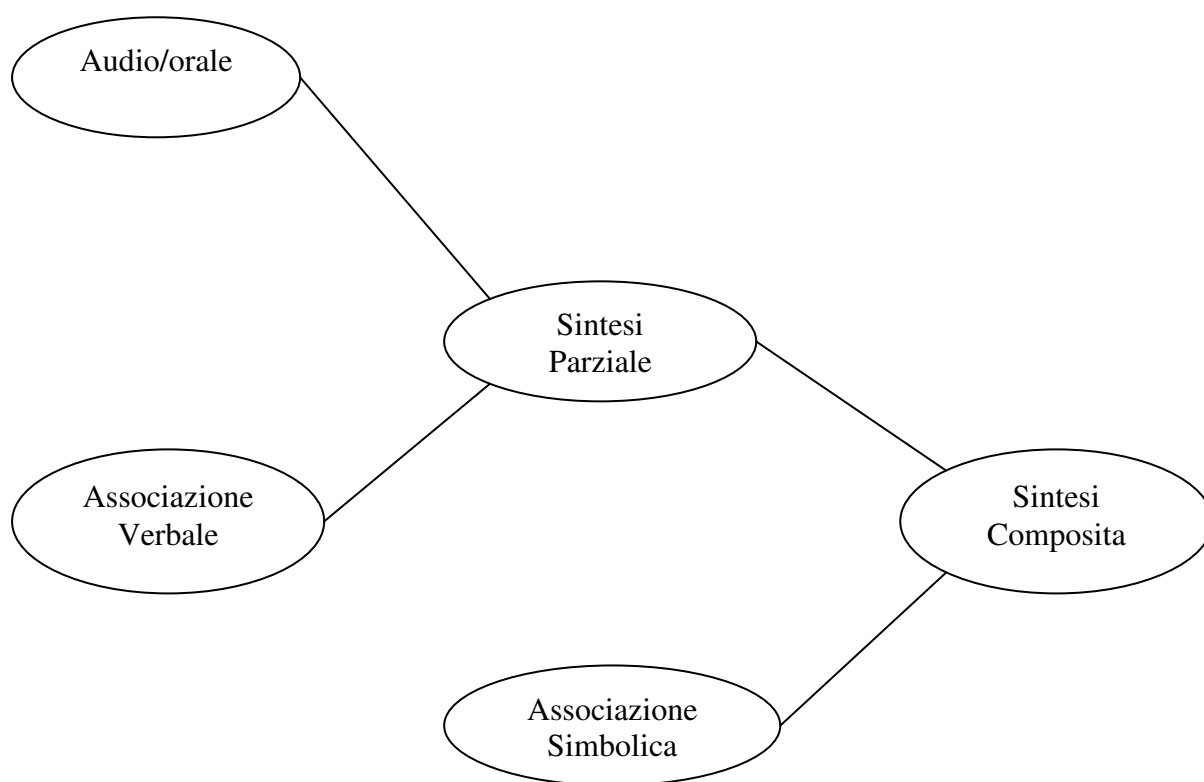 Audio/orale
Sintesi
Parziale
Associazione
Verbale
Sintesi
Composita
Associazione
Simbolica